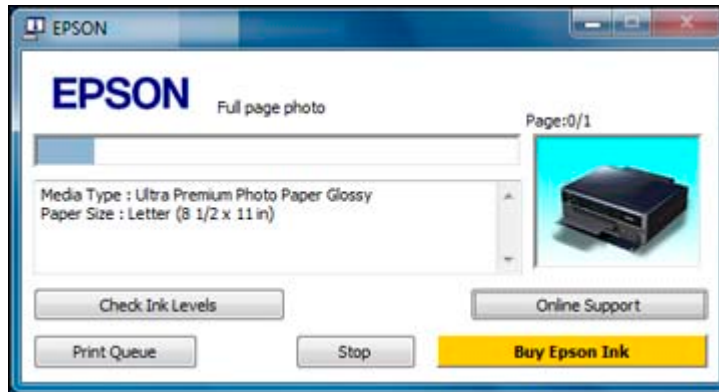 EPSON
EPSON
Full page photo
Page:0/1
Media Type : Ultra Premium Photo Paper Glossy
Paper Size : Letter (8 1/2 x 11 in)
Check Ink Levels
Online Support
Print Queue
Stop
Buy Epson Ink